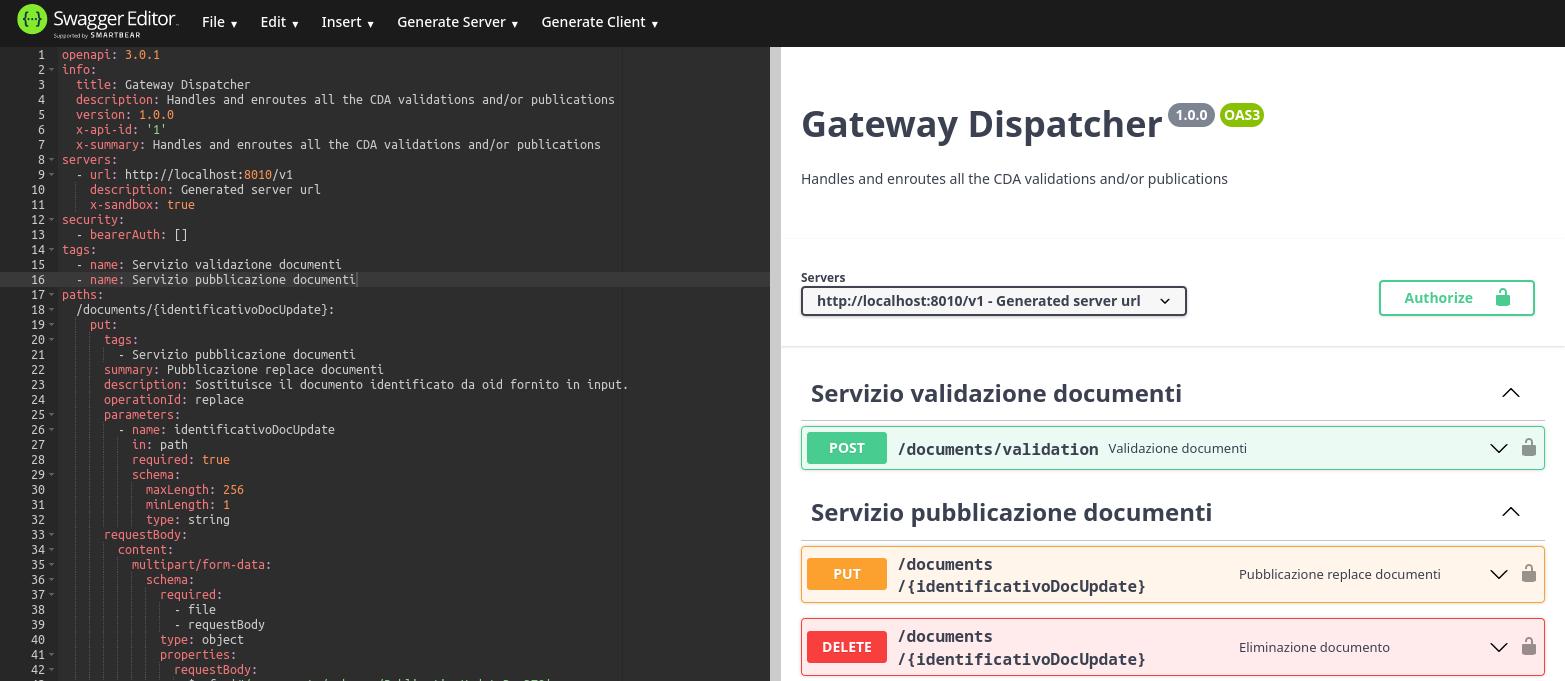 Swagger Editor
Supported by SMARTBEAR
File ▾ Edit ▾ Insert ▾ Generate Server ▾ Generate Client ▾
1 openapi: 3.0.1
2 info:
3 title: Gateway Dispatcher
4 description: Handles and enroutes all the CDA validations and/or publications
5 version: 1.0.0
6 x-api-id: '1'
7 x-summary: Handles and enroutes all the CDA validations and/or publications
8 servers:
9 - url: http://localhost:8010/v1
10 description: Generated server url
11 x-sandbox: true
12 security:
13 - bearerAuth: []
14 tags:
15 - name: Servizio validazione documenti
16 - name: Servizio pubblicazione documenti
17 paths:
18 /documents/{identificativoDocUpdate}:
19 put:
20 tags:
21 - Servizio pubblicazione documenti
22 summary: Pubblicazione replace documenti
23 description: Sostituisce il documento identificato da oid fornito in input.
24 operationId: replace
25 parameters:
26 - name: identificativoDocUpdate
27 in: path
28 required: true
29 schema:
30 maxLength: 256
31 minLength: 1
32 type: string
33 requestBody:
34 content:
35 multipart/form-data:
36 schema:
37 required:
38 - file
39 - requestBody
40 type: object
41 properties:
42 requestBody:
Gateway Dispatcher 1.0.0 OAS3
Handles and enroutes all the CDA validations and/or publications
Servers
http://localhost:8010/v1 - Generated server url
Authorize
Servizio validazione documenti
POST /documents/validation Validazione documenti
Servizio pubblicazione documenti
PUT /documents
/{identificativoDocUpdate} Pubblicazione replace documenti
DELETE /documents
/{identificativoDocUpdate} Eliminazione documento